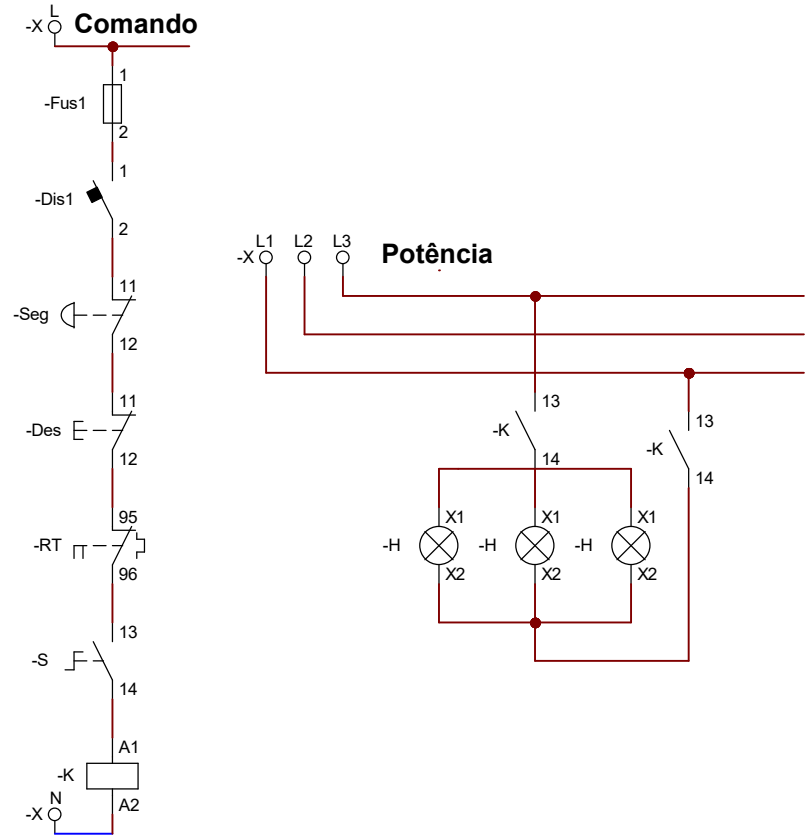 L
-X
Comando
1
-Fus1
2
1
-Dis1
2
11
-Seg
12
11
-Des
12
95
-RT
96
13
-S
14
A1
-K
A2
N
-X
L1 L2 L3
-X
Potência
13
-K
14
13
-K
14
X1 X1 X1
-H -H -H
X2 X2 X2